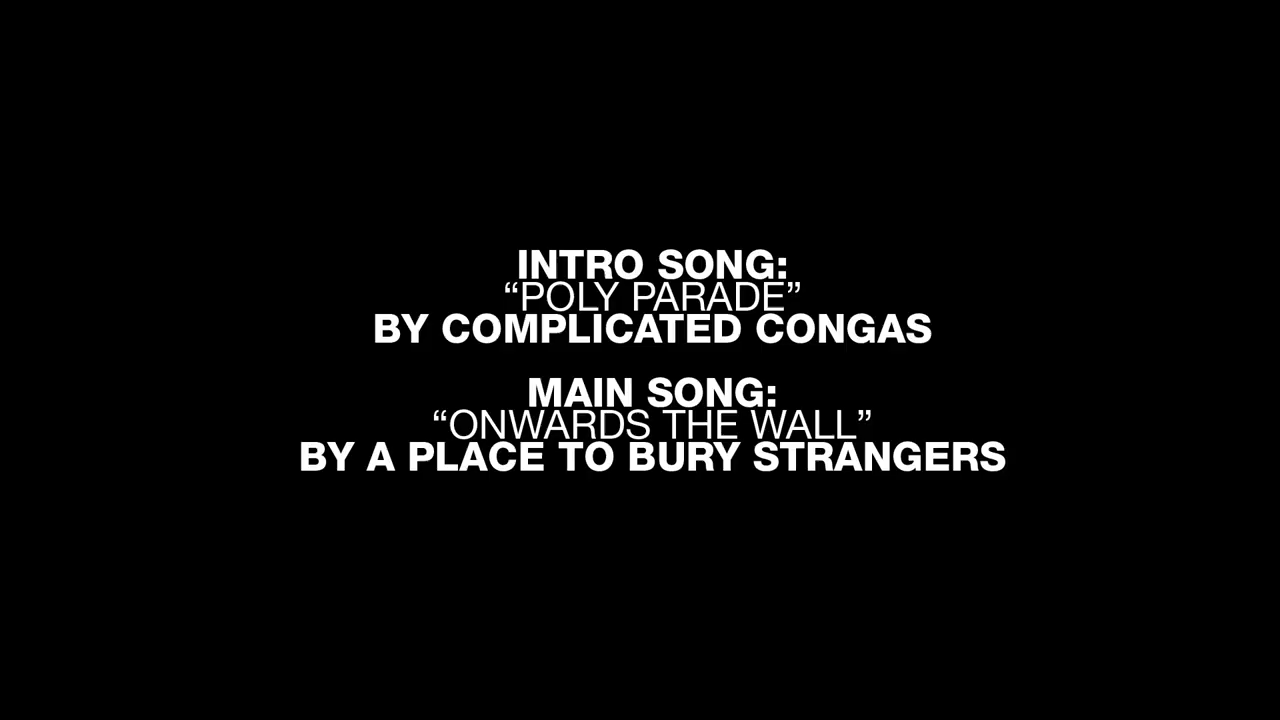 INTRO SONG:
“POLY PARADE”
BY COMPLICATED CONGAS
MAIN SONG:
“ONWARDS THE WALL”
BY A PLACE TO BURY STRANGERS